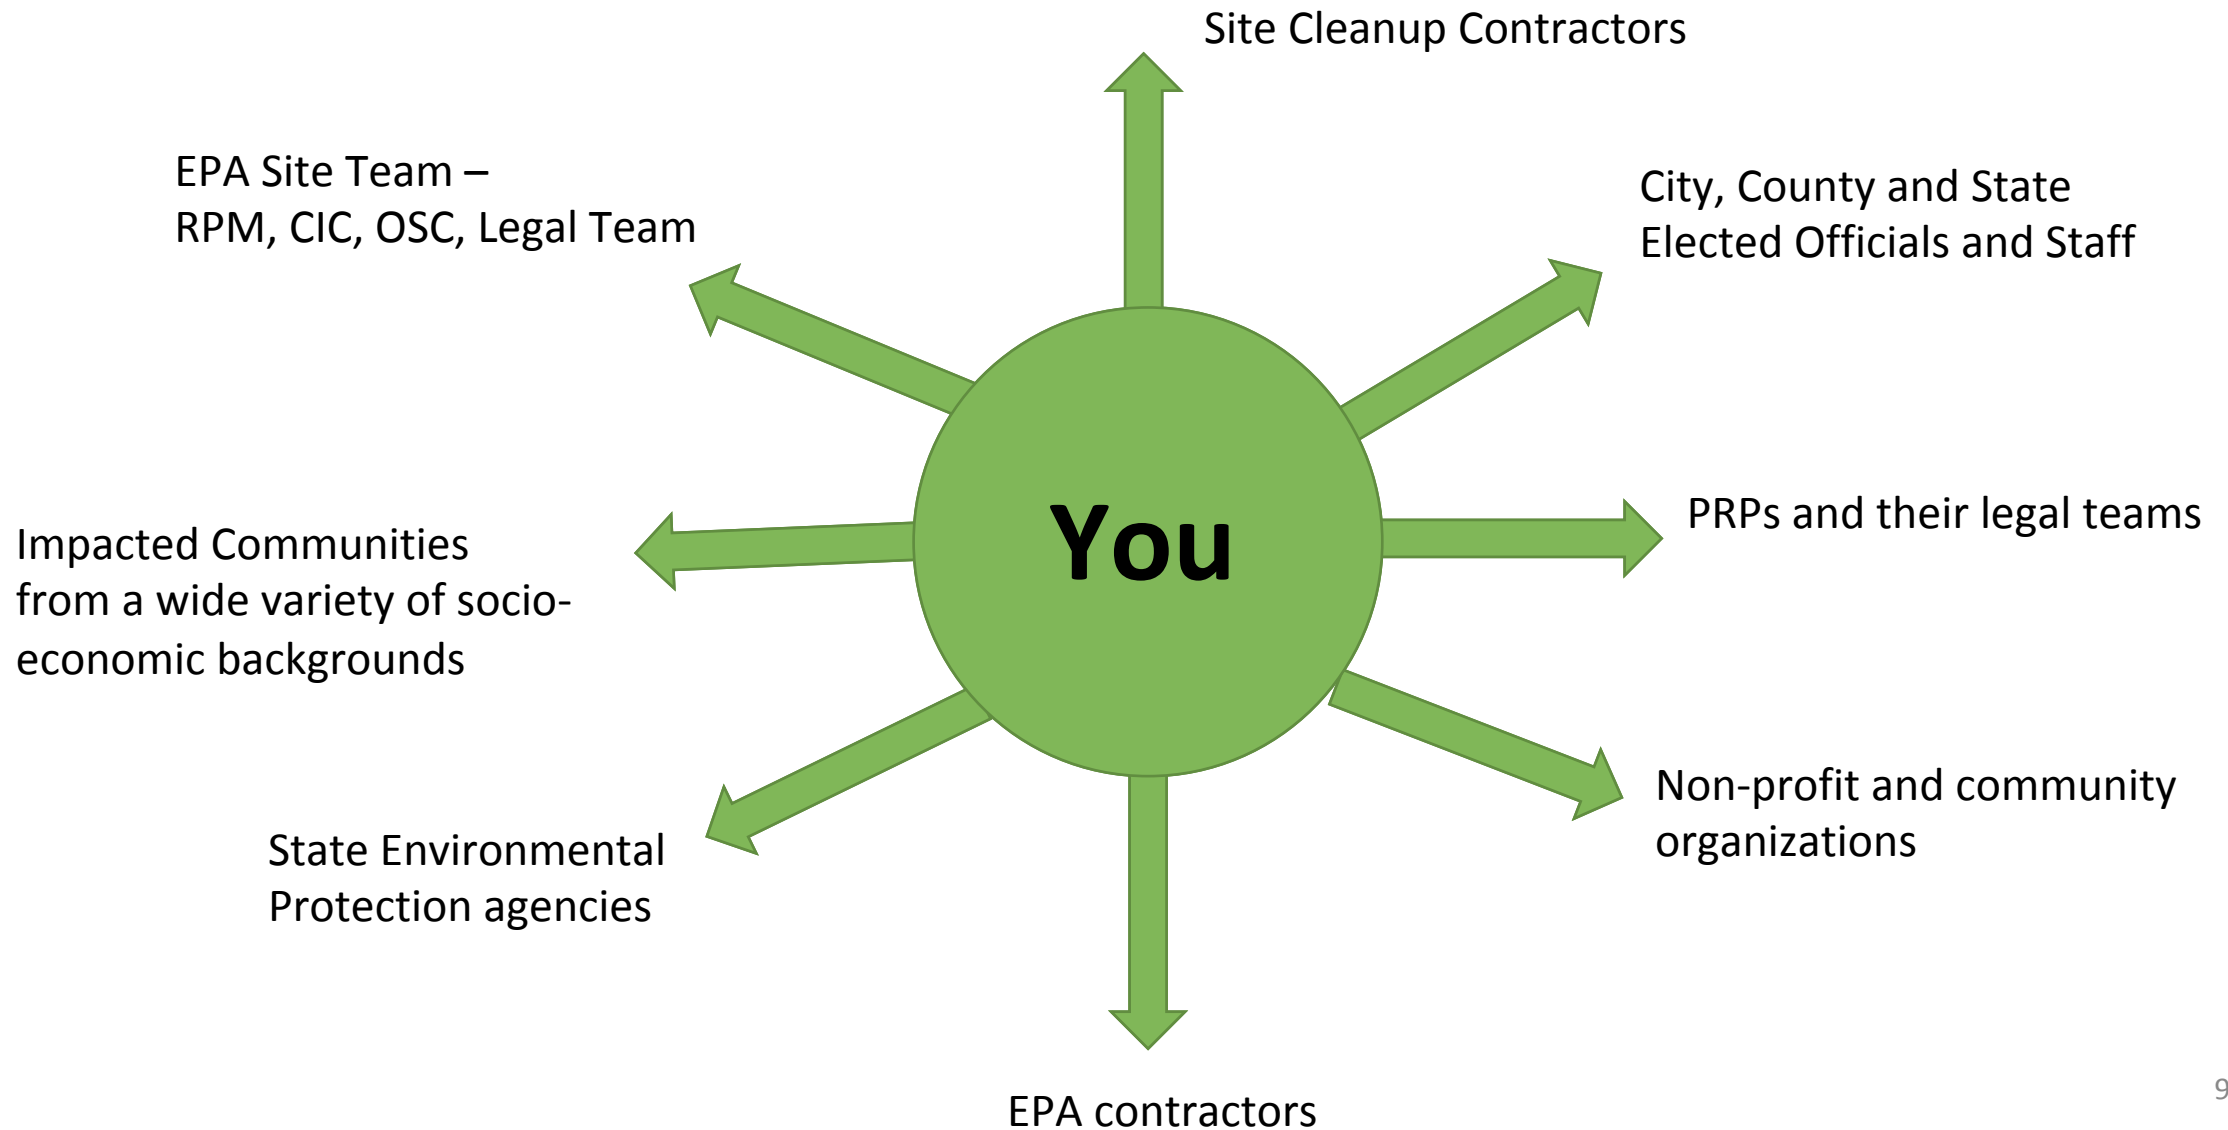 Site Cleanup Contractors
EPA Site Team –
RPM, CIC, OSC, Legal Team
City, County and State
Elected Officials and Staff
You
PRPs and their legal teams
Impacted Communities
from a wide variety of socio-
economic backgrounds
Non-profit and community
organizations
State Environmental
Protection agencies
EPA contractors
9